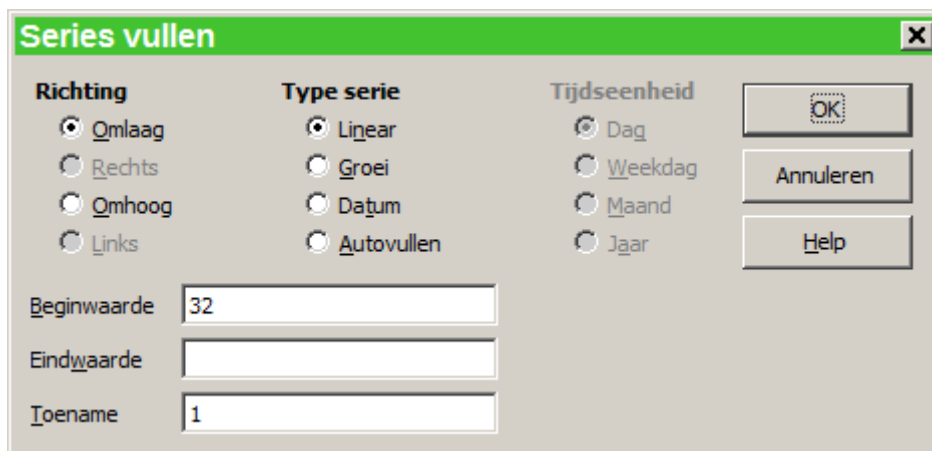 Series vullen
Richting
Omlaag
Rechts
Omhoog
Links
Type serie
Linear
Groei
Datum
Autovullen
Tijdseenheid
Dag
Weekdag
Maand
Jaar
OK
Annuleren
Help
Beginwaarde 32
Eindwaarde
Toename 1